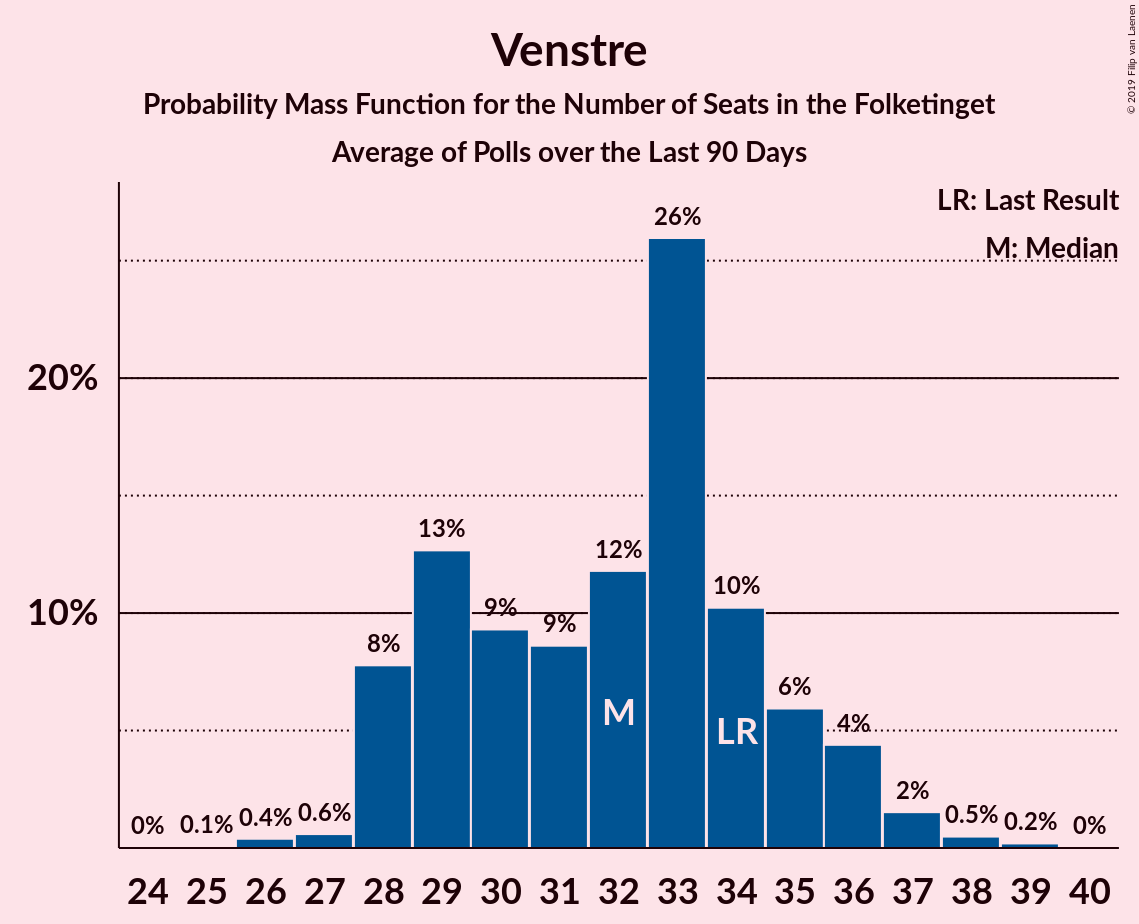 Venstre
Probability Mass Function for the Number of Seats in the Folketinget
Average of Polls over the Last 90 Days
© 2019 Filip van Laenen
LR: Last Result
M: Median
26%
20%
13%
12%
10%
10%
9%
9%
8%
6%
4%
2%
0%
0.1%
0.4%
0.6%
0.5%
0.2%
0%
M
LR
24 25 26 27 28 29 30 31 32 33 34 35 36 37 38 39 40